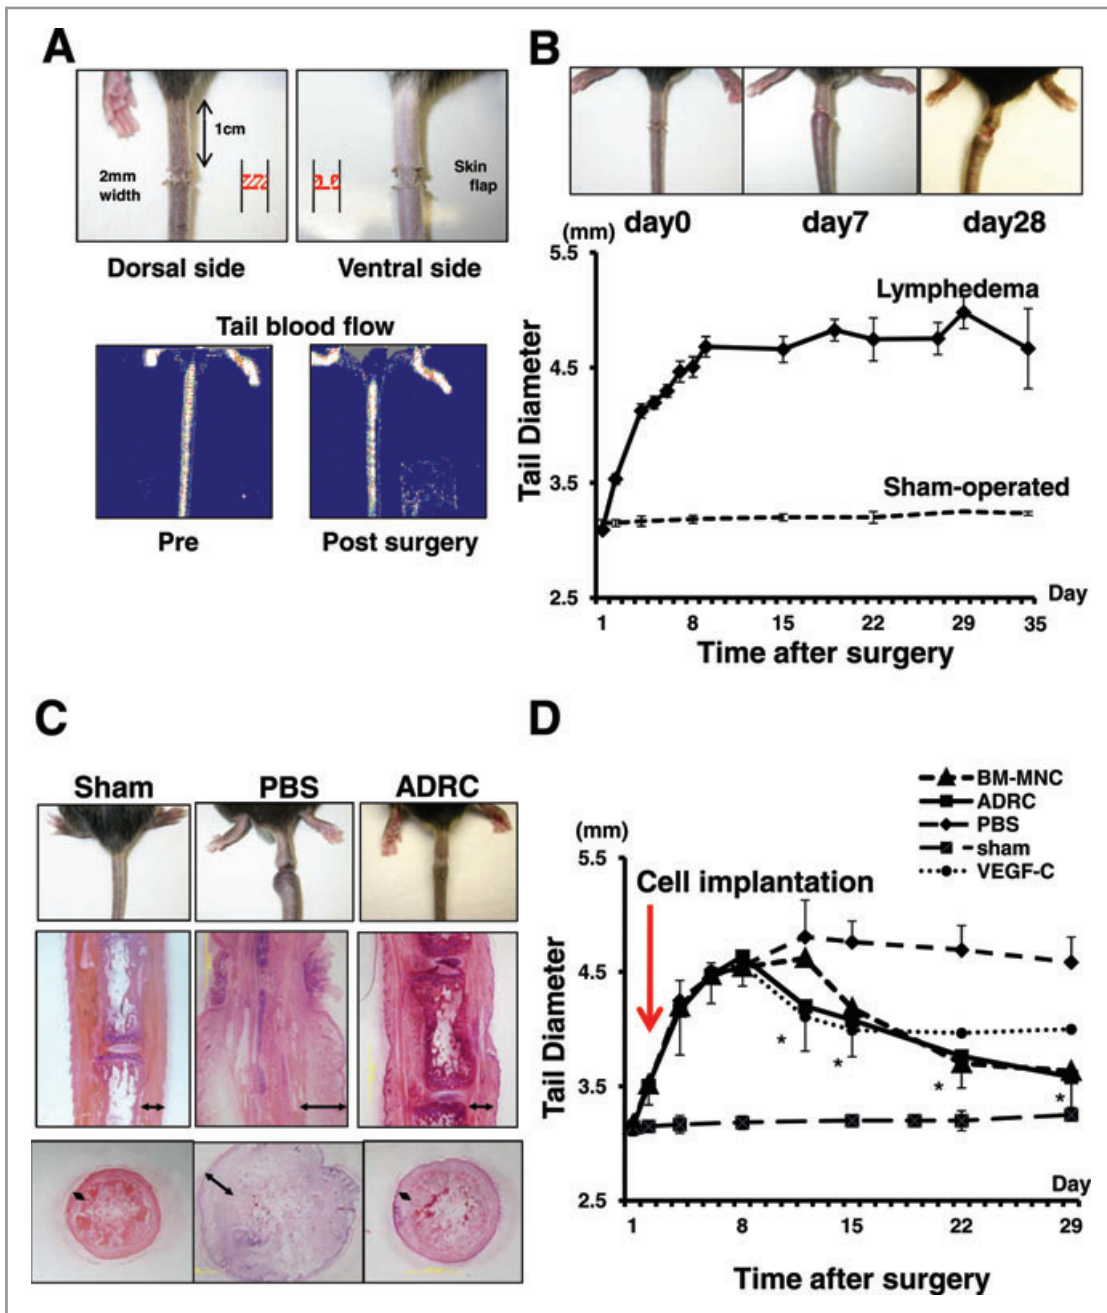 A
1cm
2mm
width
Skin
flap
Dorsal side
Ventral side
Tail blood flow
Pre
Post surgery
B
day0
day7
day28
(mm)
5.5
4.5
3.5
2.5
Tail Diameter
Lymphedema
Sham-operated
Day
1
8
15
22
29
35
Time after surgery
C
Sham
PBS
ADRC
D
BM-MNC
ADRC
PBS
sham
VEGF-C
(mm)
5.5
4.5
3.5
2.5
Tail Diameter
Cell implantation
*
*
*
*
Day
1
8
15
22
29
Time after surgery